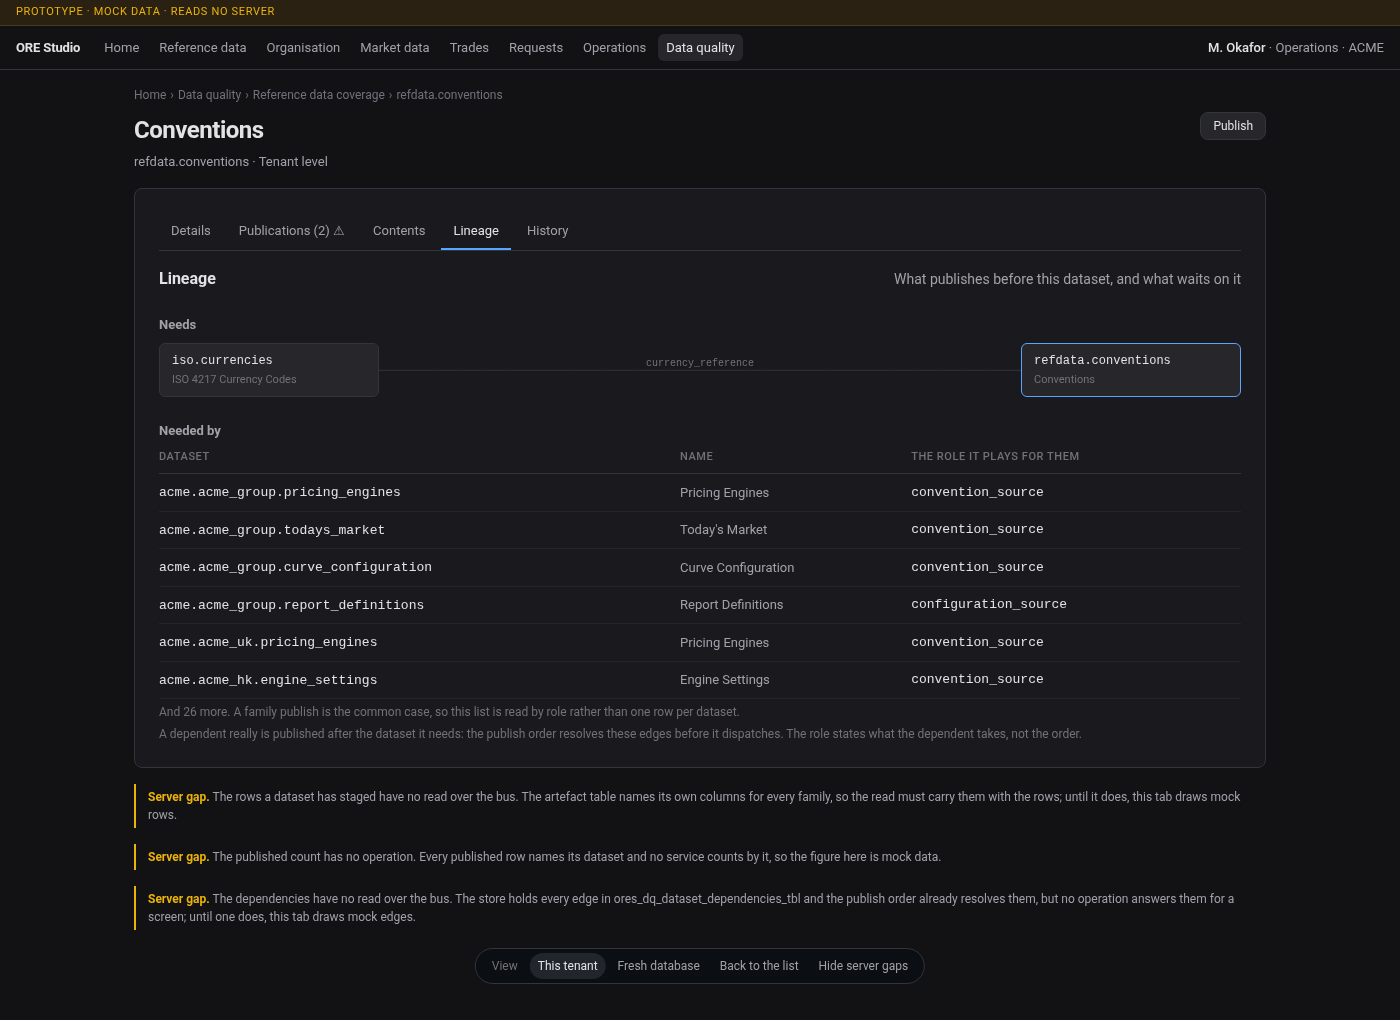 PROTOTYPE · MOCK DATA · READS NO SERVER
ORE Studio Home Reference data Organisation Market data Trades Requests Operations Data quality M. Okafor · Operations · ACME
Home › Data quality › Reference data coverage › refdata.conventions
Conventions
Publish
refdata.conventions · Tenant level
Details Publications (2) ⚠ Contents Lineage History
Lineage What publishes before this dataset, and what waits on it
Needs
iso.currencies
ISO 4217 Currency Codes
currency_reference
refdata.conventions
Conventions
Needed by
DATASET NAME THE ROLE IT PLAYS FOR THEM
acme.acme_group.pricing_engines Pricing Engines convention_source
acme.acme_group.todays_market Today's Market convention_source
acme.acme_group.curve_configuration Curve Configuration convention_source
acme.acme_group.report_definitions Report Definitions configuration_source
acme.acme_uk.pricing_engines Pricing Engines convention_source
acme.acme_hk.engine_settings Engine Settings convention_source
And 26 more. A family publish is the common case, so this list is read by role rather than one row per dataset.
A dependent really is published after the dataset it needs: the publish order resolves these edges before it dispatches. The role states what the dependent takes, not the order.
Server gap. The rows a dataset has staged have no read over the bus. The artefact table names its own columns for every family, so the read must carry them with the rows; until it does, this tab draws mock
rows.
Server gap. The published count has no operation. Every published row names its dataset and no service counts by it, so the figure here is mock data.
Server gap. The dependencies have no read over the bus. The store holds every edge in ores_dq_dataset_dependencies_tbl and the publish order already resolves them, but no operation answers them for a
screen; until one does, this tab draws mock edges.
View This tenant Fresh database Back to the list Hide server gaps